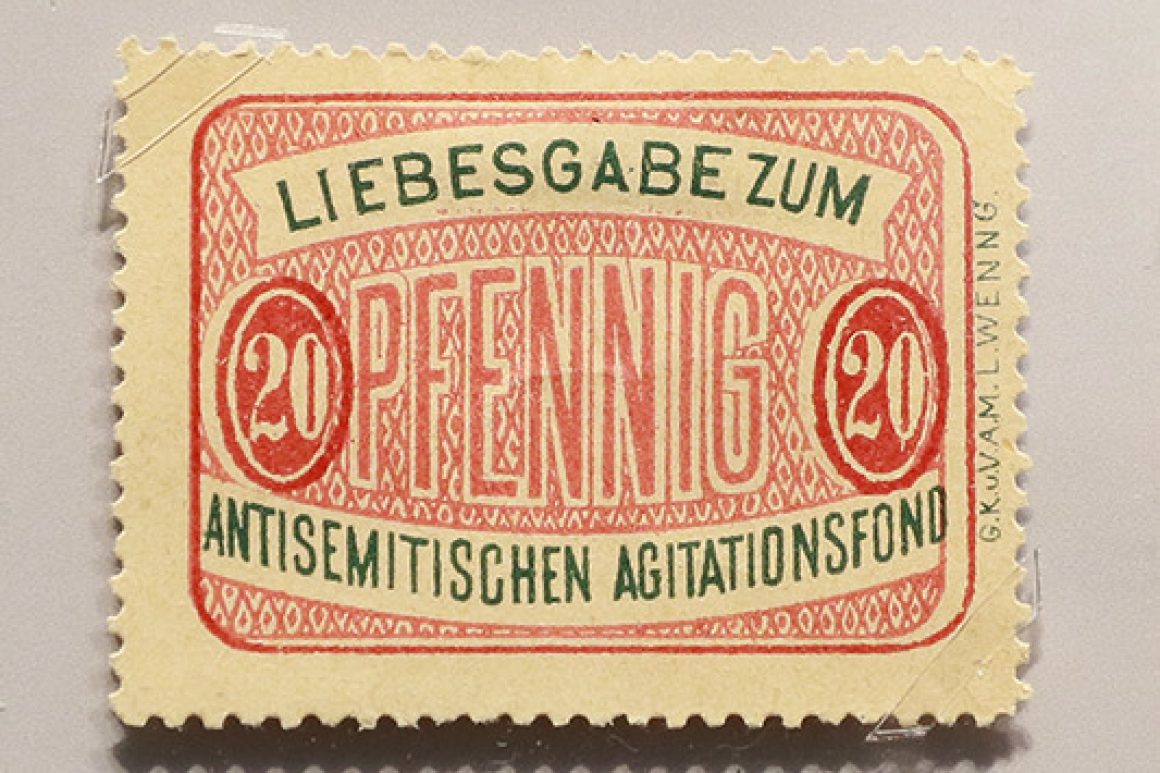 LIEBESGABE ZUM
20 PFENNIG 20
ANTISEMITISCHEN AGITATIONSFOND
G.K.u.V.A.M.L.WENNG.